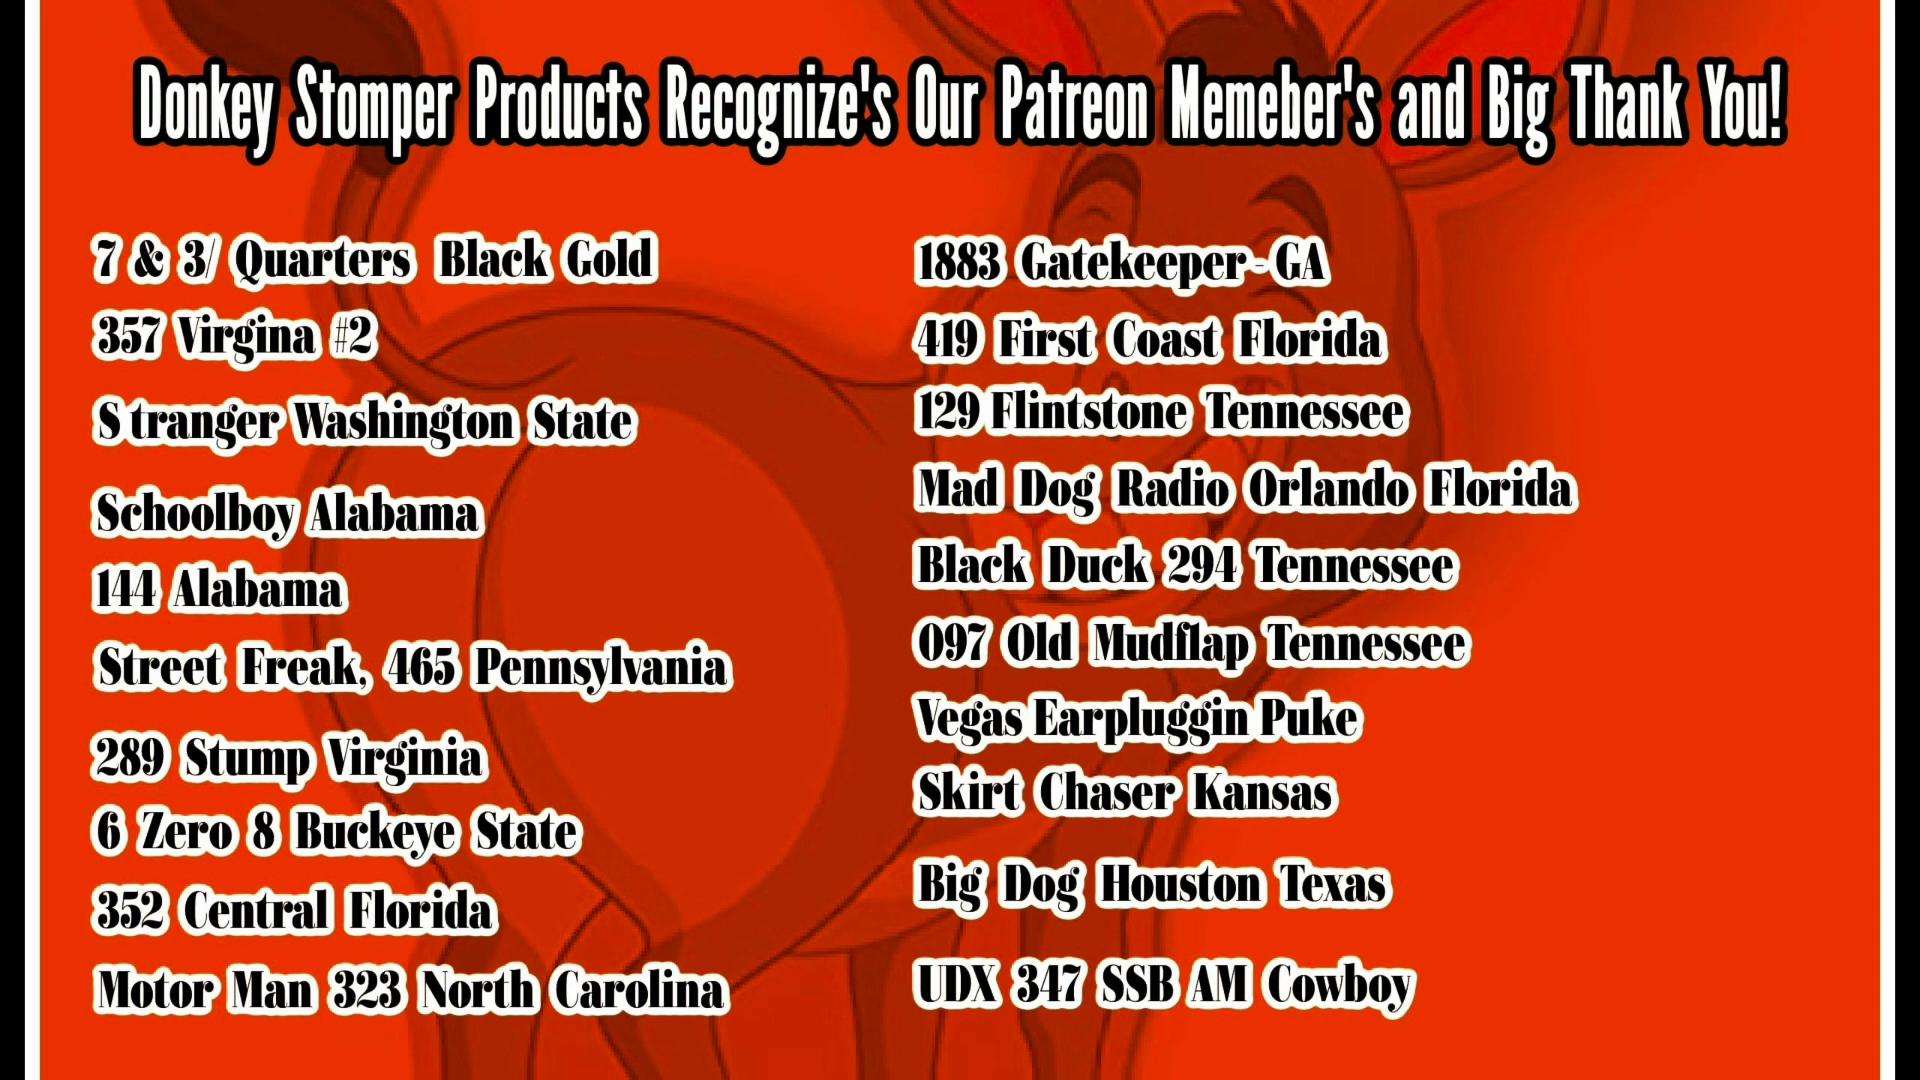 Donkey Stomper Products Recognize's Our Patreon Memeber's and Big Thank You!
7 & 3/ Quarters Black Gold
357 Virgina #2
S tranger Washington State
Schoolboy Alabama
144 Alabama
Street Freak, 465 Pennsylvania
289 Stump Virginia
6 Zero 8 Buckeye State
352 Central Florida
Motor Man 323 North Carolina
1883 Gatekeeper - GA
419 First Coast Florida
129 Flintstone Tennessee
Mad Dog Radio Orlando Florida
Black Duck 294 Tennessee
097 Old Mudflap Tennessee
Vegas Earpluggin Puke
Skirt Chaser Kansas
Big Dog Houston Texas
UDX 347 SSB AM Cowboy